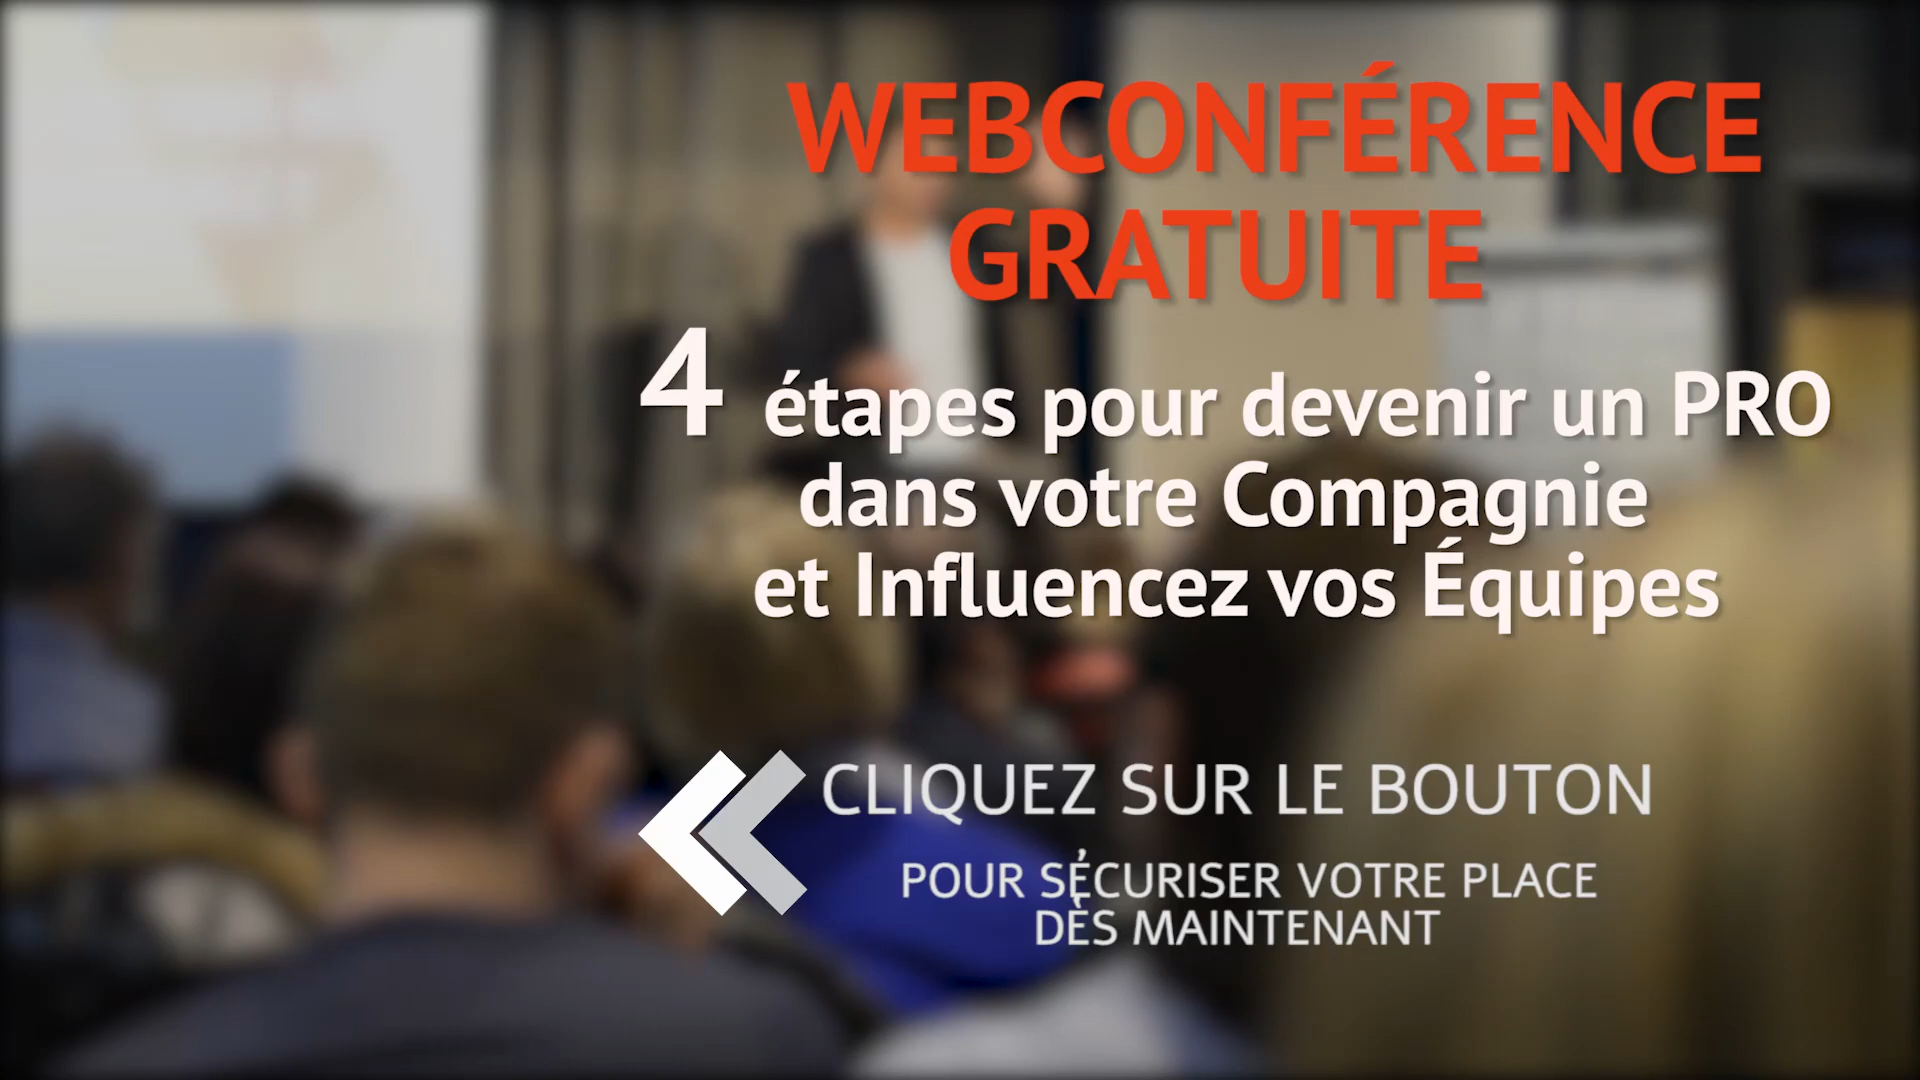 WEBCONFÉRENCE
GRATUITE
4 étapes pour devenir un PRO
dans votre Compagnie
et Influencez vos Équipes
CLIQUEZ SUR LE BOUTON
POUR SÉCURISER VOTRE PLACE
DÈS MAINTENANT